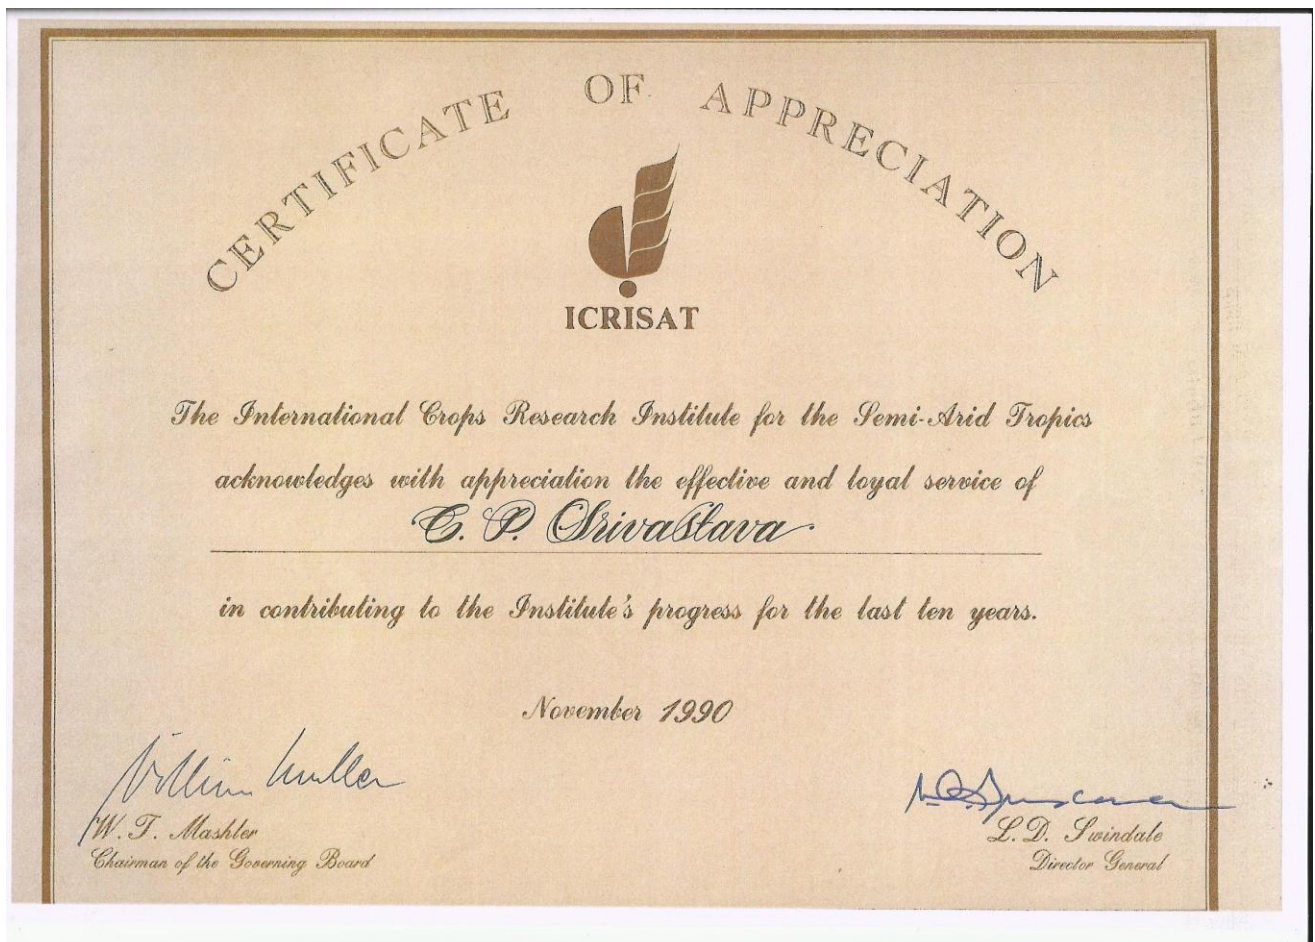 CERTIFICATE OF APPRECIATION
ICRISAT
The International Crops Research Institute for the Semi-Arid Tropics
acknowledges with appreciation the effective and loyal service of
C. P. Srivastava
in contributing to the Institute's progress for the last ten years.
November 1990
W. T. Mashler
Chairman of the Governing Board
L. D. Swindale
Director General